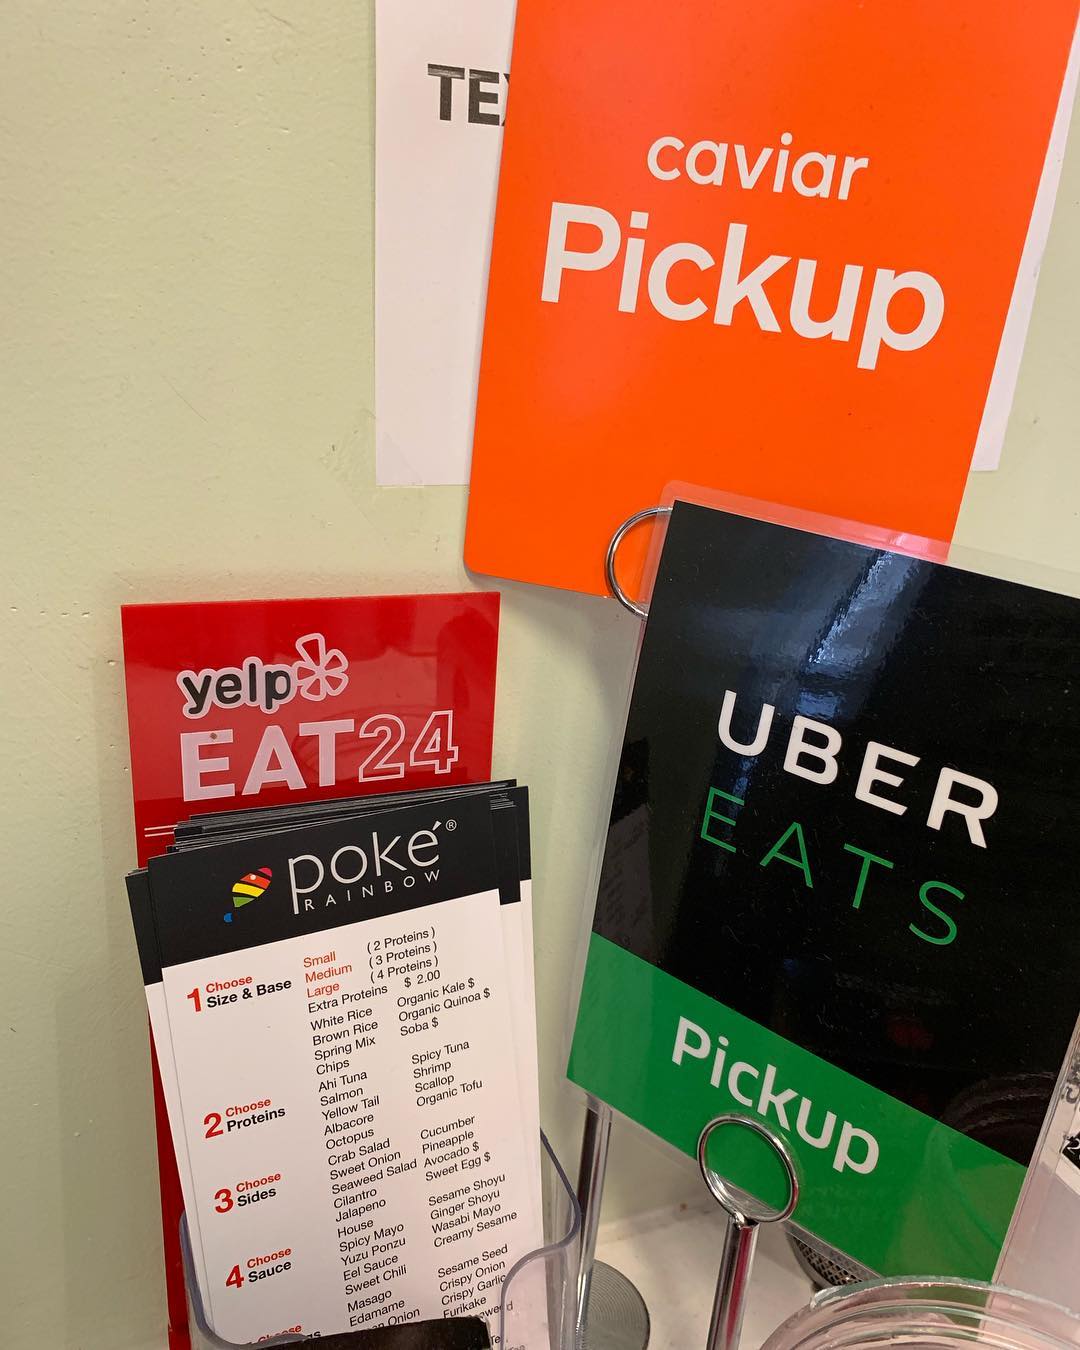 TE
caviar
Pickup
yelp
EAT24
UBER
EATS
Pickup
poké®
RAINBOW
1 Choose
Size & Base
Small (2 Proteins)
Medium (3 Proteins)
Large (4 Proteins)
Extra Proteins $ 2.00
White Rice Organic Kale $
Brown Rice Organic Quinoa $
Spring Mix Soba $
Chips
2 Choose
Proteins
Ahi Tuna Spicy Tuna
Salmon Shrimp
Yellow Tail Scallop
Albacore Organic Tofu
Octopus
3 Choose
Sides
Crab Salad Cucumber
Sweet Onion Pineapple
Seaweed Salad Avocado $
Cilantro Sweet Egg $
Jalapeno
4 Choose
Sauce
House Sesame Shoyu
Spicy Mayo Ginger Shoyu
Yuzu Ponzu Wasabi Mayo
Eel Sauce Creamy Sesame
Sweet Chili
Masago Sesame Seed
Edamame Crispy Onion
Onion Crispy Garlic
Furikake